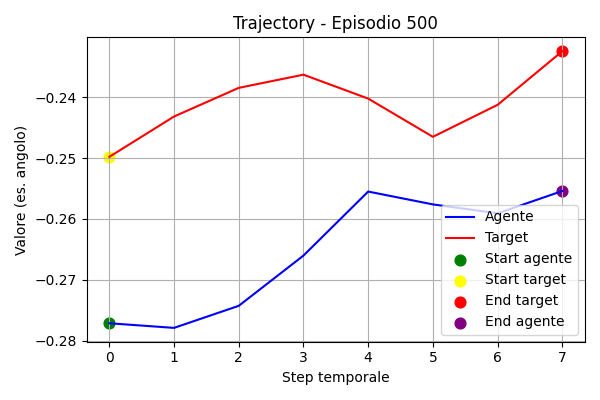 Trajectory - Episodio 500
Valore (es. angolo)
−0.24
−0.25
−0.26
−0.27
−0.28
0 1 2 3 4 5 6 7
Step temporale
Agente
Target
Start agente
Start target
End target
End agente